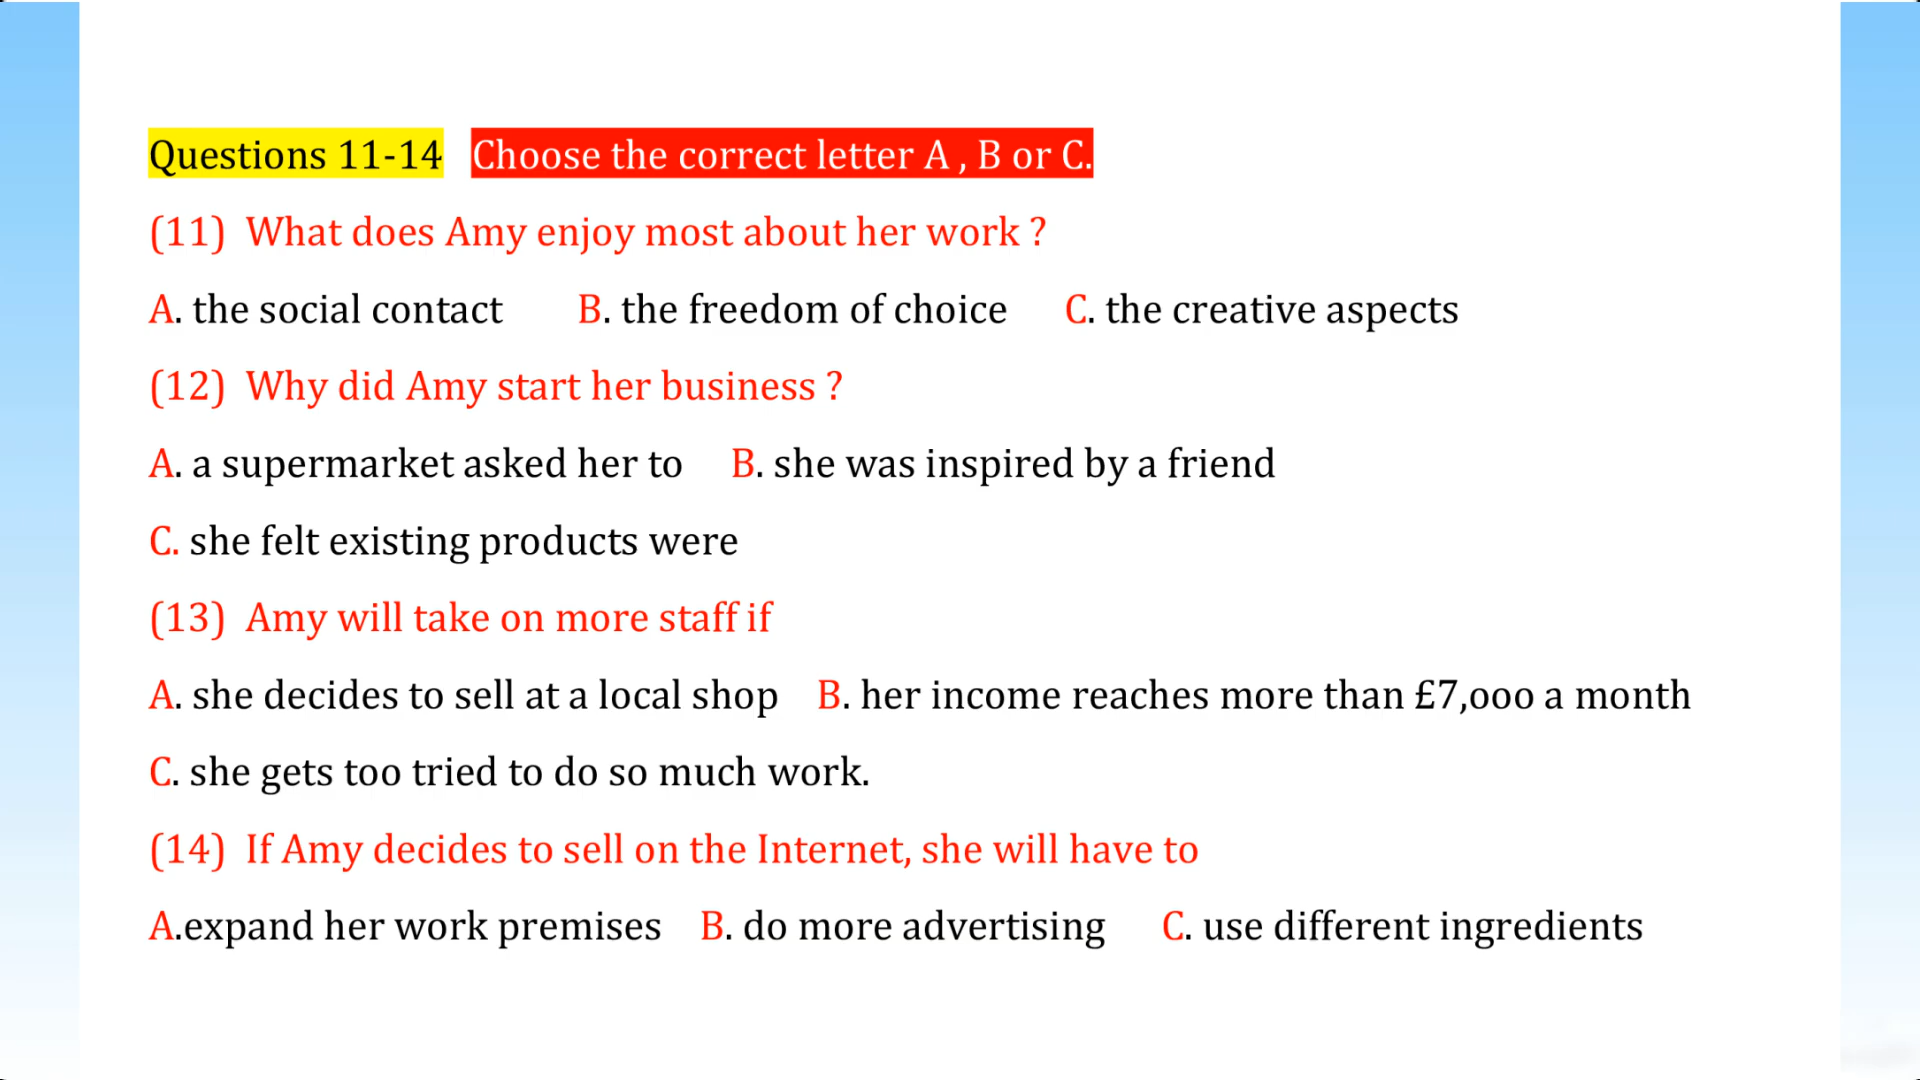 Questions 11-14 Choose the correct letter A , B or C.
(11) What does Amy enjoy most about her work ?
A. the social contact B. the freedom of choice C. the creative aspects
(12) Why did Amy start her business ?
A. a supermarket asked her to B. she was inspired by a friend
C. she felt existing products were
(13) Amy will take on more staff if
A. she decides to sell at a local shop B. her income reaches more than £7,ooo a month
C. she gets too tried to do so much work.
(14) If Amy decides to sell on the Internet, she will have to
A.expand her work premises B. do more advertising C. use different ingredients